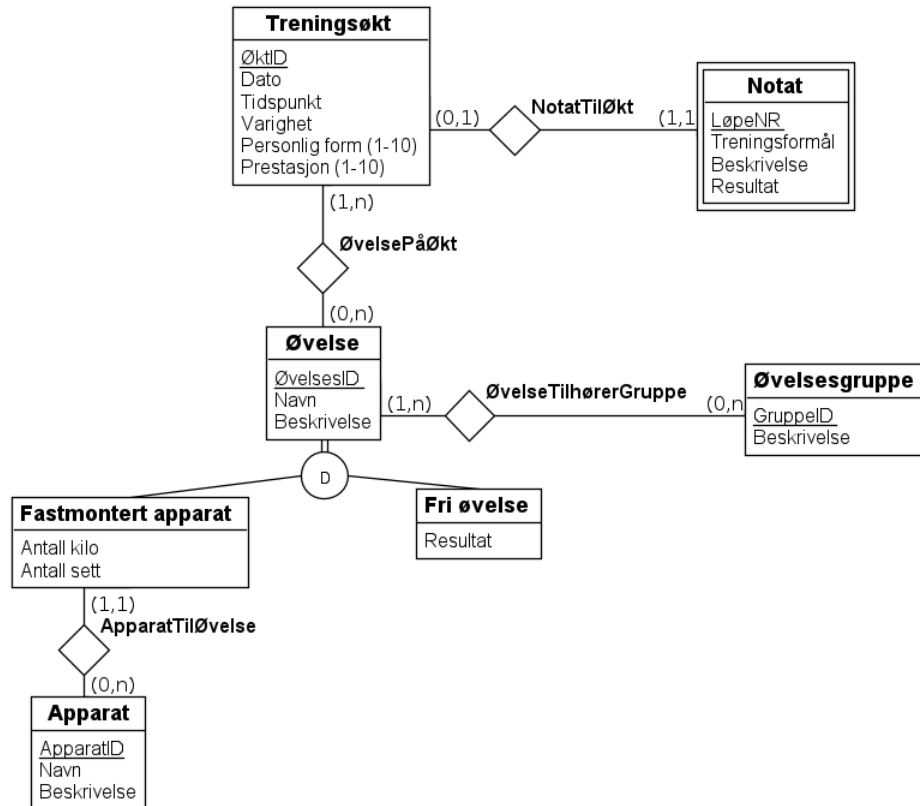 Treningsøkt
ØktID
Dato
Tidspunkt
Varighet
Personlig form (1-10)
Prestasjon (1-10)
(0,1)
NotatTilØkt
(1,1
Notat
LøpeNR
Treningsformål
Beskrivelse
Resultat
(1,n)
ØvelsePåØkt
(0,n)
Øvelse
ØvelsesID
Navn
Beskrivelse
(1,n)
ØvelseTilhørerGruppe
(0,n
Øvelsesgruppe
GruppeID
Beskrivelse
D
Fastmontert apparat
Antall kilo
Antall sett
Fri øvelse
Resultat
(1,1)
ApparatTilØvelse
(0,n)
Apparat
ApparatID
Navn
Beskrivelse